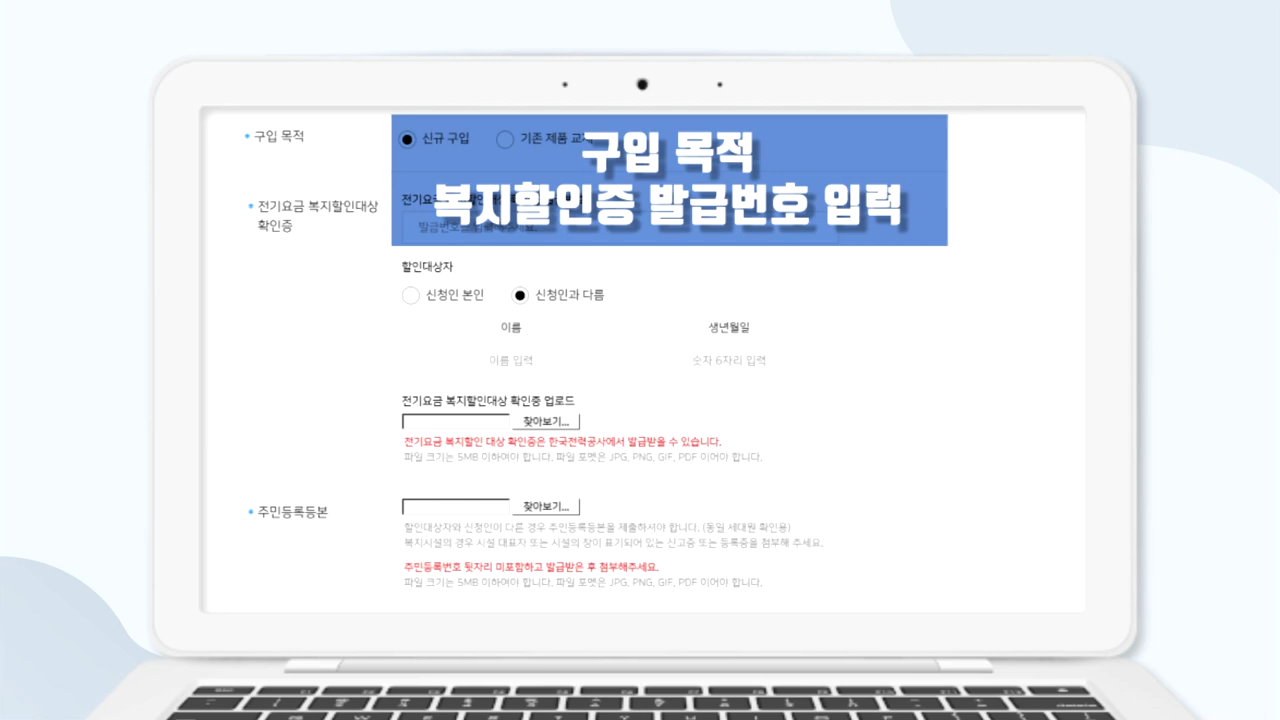 구입 목적
신규 구입
기존 제품 교체
구입 목적
복지할인증 발급번호 입력
전기요금 복지할인대상
확인증
할인대상자
신청인 본인
신청인과 다름
이름
생년월일
이름 입력
숫자 6자리 입력
전기요금 복지할인대상 확인증 업로드
찾아보기...
전기요금 복지할인 대상 확인증은 한국전력공사에서 발급받을 수 있습니다.
파일 크기는 5MB 이하여야 합니다. 파일 포멧은 JPG, PNG, GIF, PDF 이어야 합니다.
주민등록등본
찾아보기...
할인대상자와 신청인이 다른 경우 주민등록등본을 제출하셔야 합니다. (동일 세대원 확인용)
복지시설의 경우 시설 대표자 또는 시설의 장이 표기되어 있는 신고증 또는 등록증을 첨부해 주세요.
주민등록번호 뒷자리 미포함하고 발급받은 후 첨부해주세요.
파일 크기는 5MB 이하여야 합니다. 파일 포멧은 JPG, PNG, GIF, PDF 이어야 합니다.